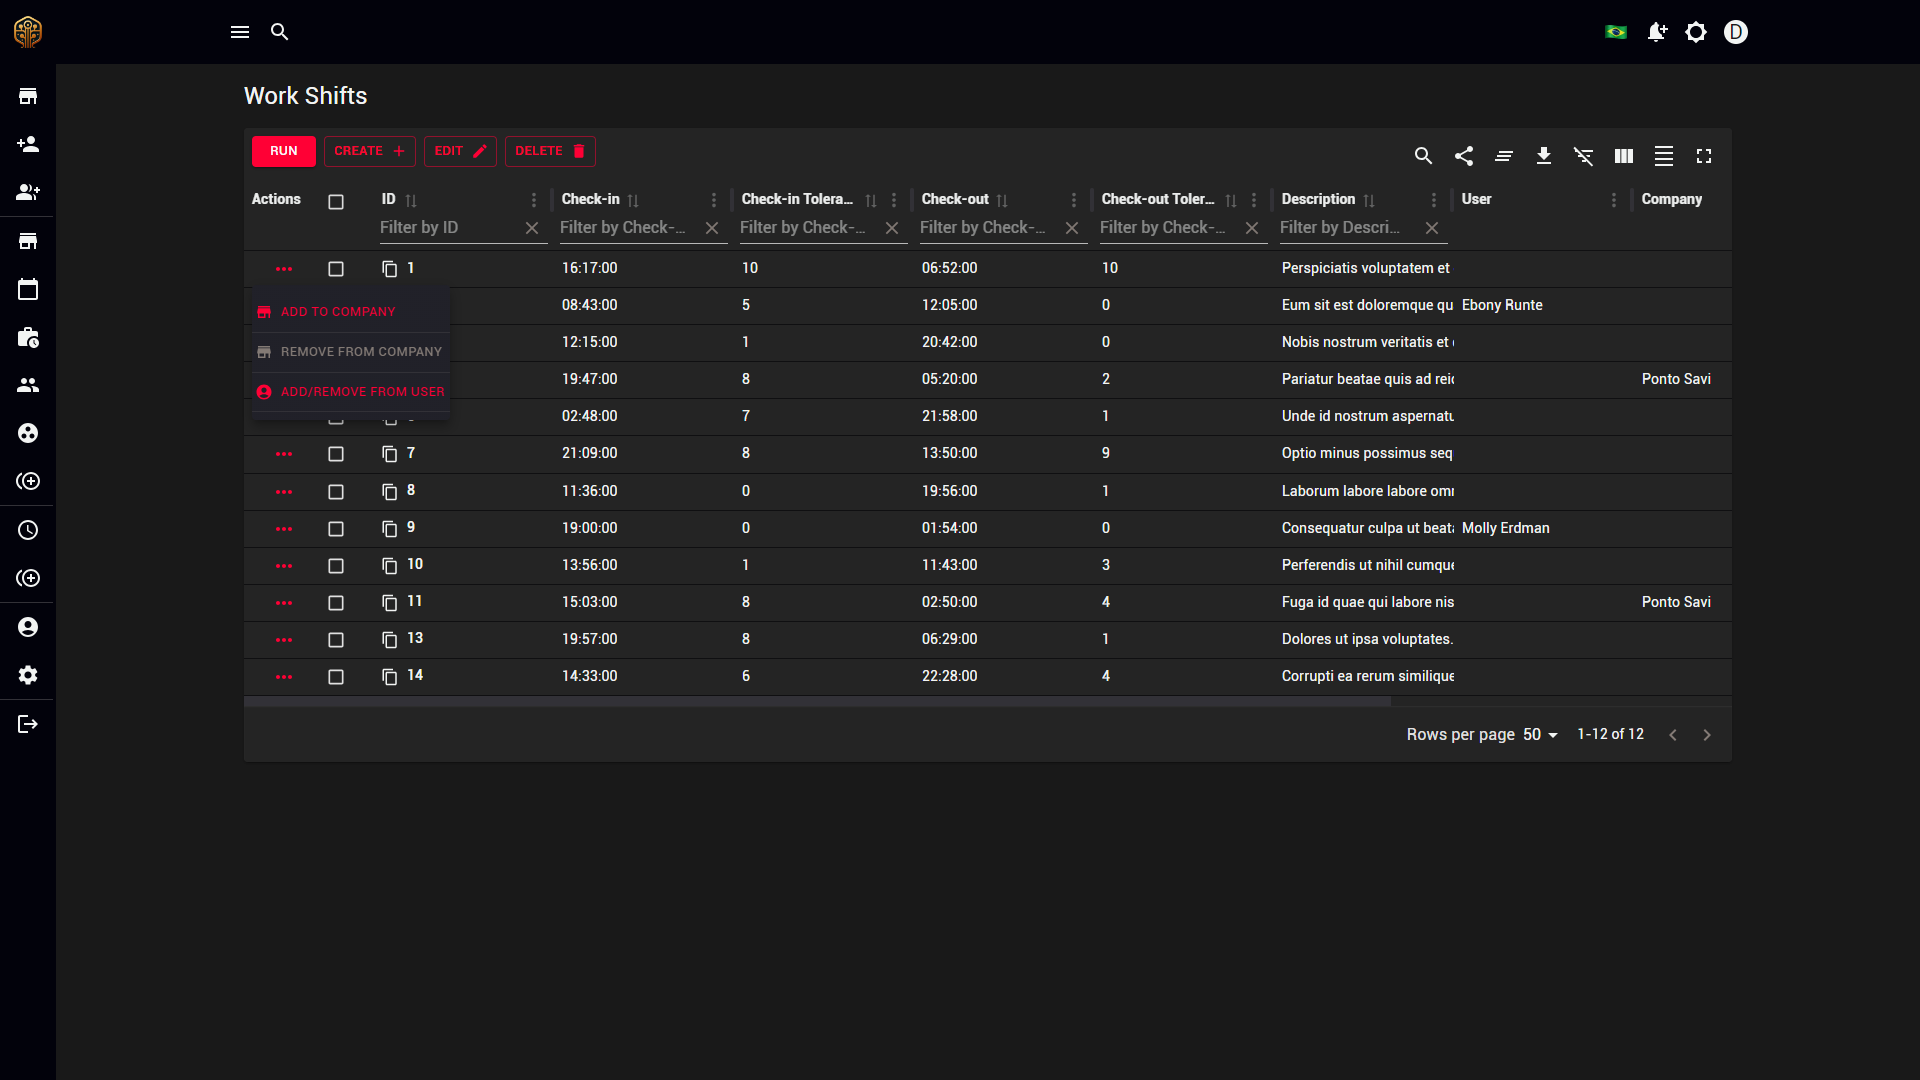 D
Work Shifts
RUN
CREATE
EDIT
DELETE
Actions ID Check-in Check-in Tolera... Check-out Check-out Toler... Description User Company
Filter by ID Filter by Check-... Filter by Check-... Filter by Check-... Filter by Check-... Filter by Descri...
1 16:17:00 10 06:52:00 10 Perspiciatis voluptatem et
08:43:00 5 12:05:00 0 Eum sit est doloremque qu Ebony Runte
12:15:00 1 20:42:00 0 Nobis nostrum veritatis et
19:47:00 8 05:20:00 2 Pariatur beatae quis ad reic Ponto Savi
02:48:00 7 21:58:00 1 Unde id nostrum aspernatu
ADD TO COMPANY
REMOVE FROM COMPANY
ADD/REMOVE FROM USER
7 21:09:00 8 13:50:00 9 Optio minus possimus seq
8 11:36:00 0 19:56:00 1 Laborum labore labore omn
9 19:00:00 0 01:54:00 0 Consequatur culpa ut beata Molly Erdman
10 13:56:00 1 11:43:00 3 Perferendis ut nihil cumque
11 15:03:00 8 02:50:00 4 Fuga id quae qui labore nis Ponto Savi
13 19:57:00 8 06:29:00 1 Dolores ut ipsa voluptates.
14 14:33:00 6 22:28:00 4 Corrupti ea rerum similique
Rows per page 50 1-12 of 12